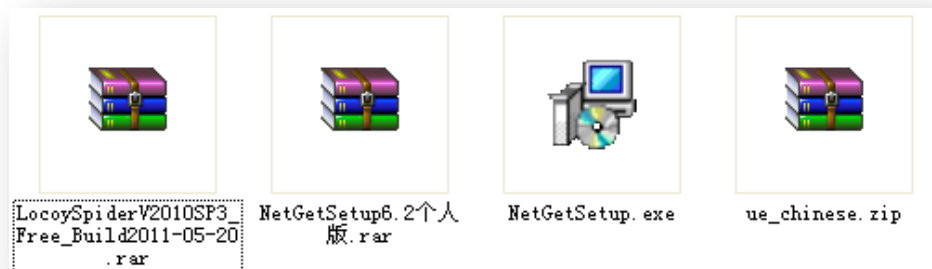 LocoySpiderV2010SP3_
Free_Build2011-05-20
.rar
NetGetSetup6.2个人
版.rar
NetGetSetup.exe
ue_chinese.zip